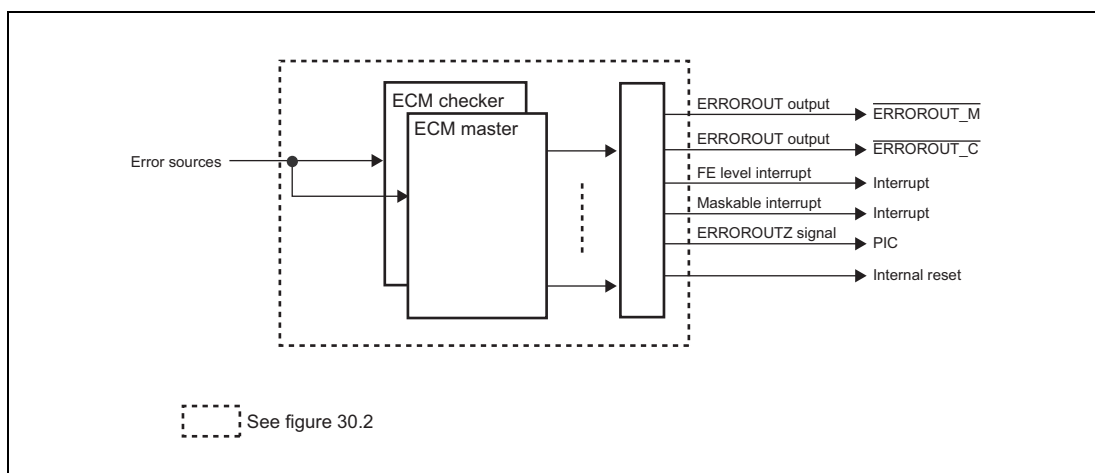 ECM checker
ECM master
Error sources
ERROROUT output
ERROROUT_M
ERROROUT output
ERROROUT_C
FE level interrupt
Interrupt
Maskable interrupt
Interrupt
ERROROUTZ signal
PIC
Internal reset
See figure 30.2